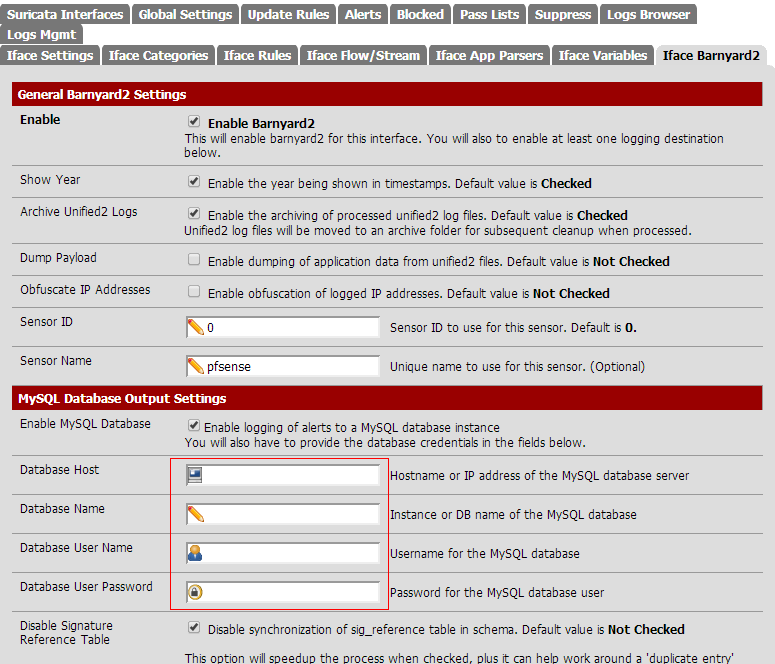 Suricata Interfaces Global Settings Update Rules Alerts Blocked Pass Lists Suppress Logs Browser
Logs Mgmt
Iface Settings Iface Categories Iface Rules Iface Flow/Stream Iface App Parsers Iface Variables Iface Barnyard2
General Barnyard2 Settings
Enable Enable Barnyard2
This will enable barnyard2 for this interface. You will also to enable at least one logging destination
below.
Show Year Enable the year being shown in timestamps. Default value is Checked
Archive Unified2 Logs Enable the archiving of processed unified2 log files. Default value is Checked
Unified2 log files will be moved to an archive folder for subsequent cleanup when processed.
Dump Payload Enable dumping of application data from unified2 files. Default value is Not Checked
Obfuscate IP Addresses Enable obfuscation of logged IP addresses. Default value is Not Checked
Sensor ID 0 Sensor ID to use for this sensor. Default is 0.
Sensor Name pfsense Unique name to use for this sensor. (Optional)
MySQL Database Output Settings
Enable MySQL Database Enable logging of alerts to a MySQL database instance
You will also have to provide the database credentials in the fields below.
Database Host Hostname or IP address of the MySQL database server
Database Name Instance or DB name of the MySQL database
Database User Name Username for the MySQL database
Database User Password Password for the MySQL database user
Disable Signature
Reference Table Disable synchronization of sig_reference table in schema. Default value is Not Checked
This option will speedup the process when checked, plus it can help work around a 'duplicate entry'